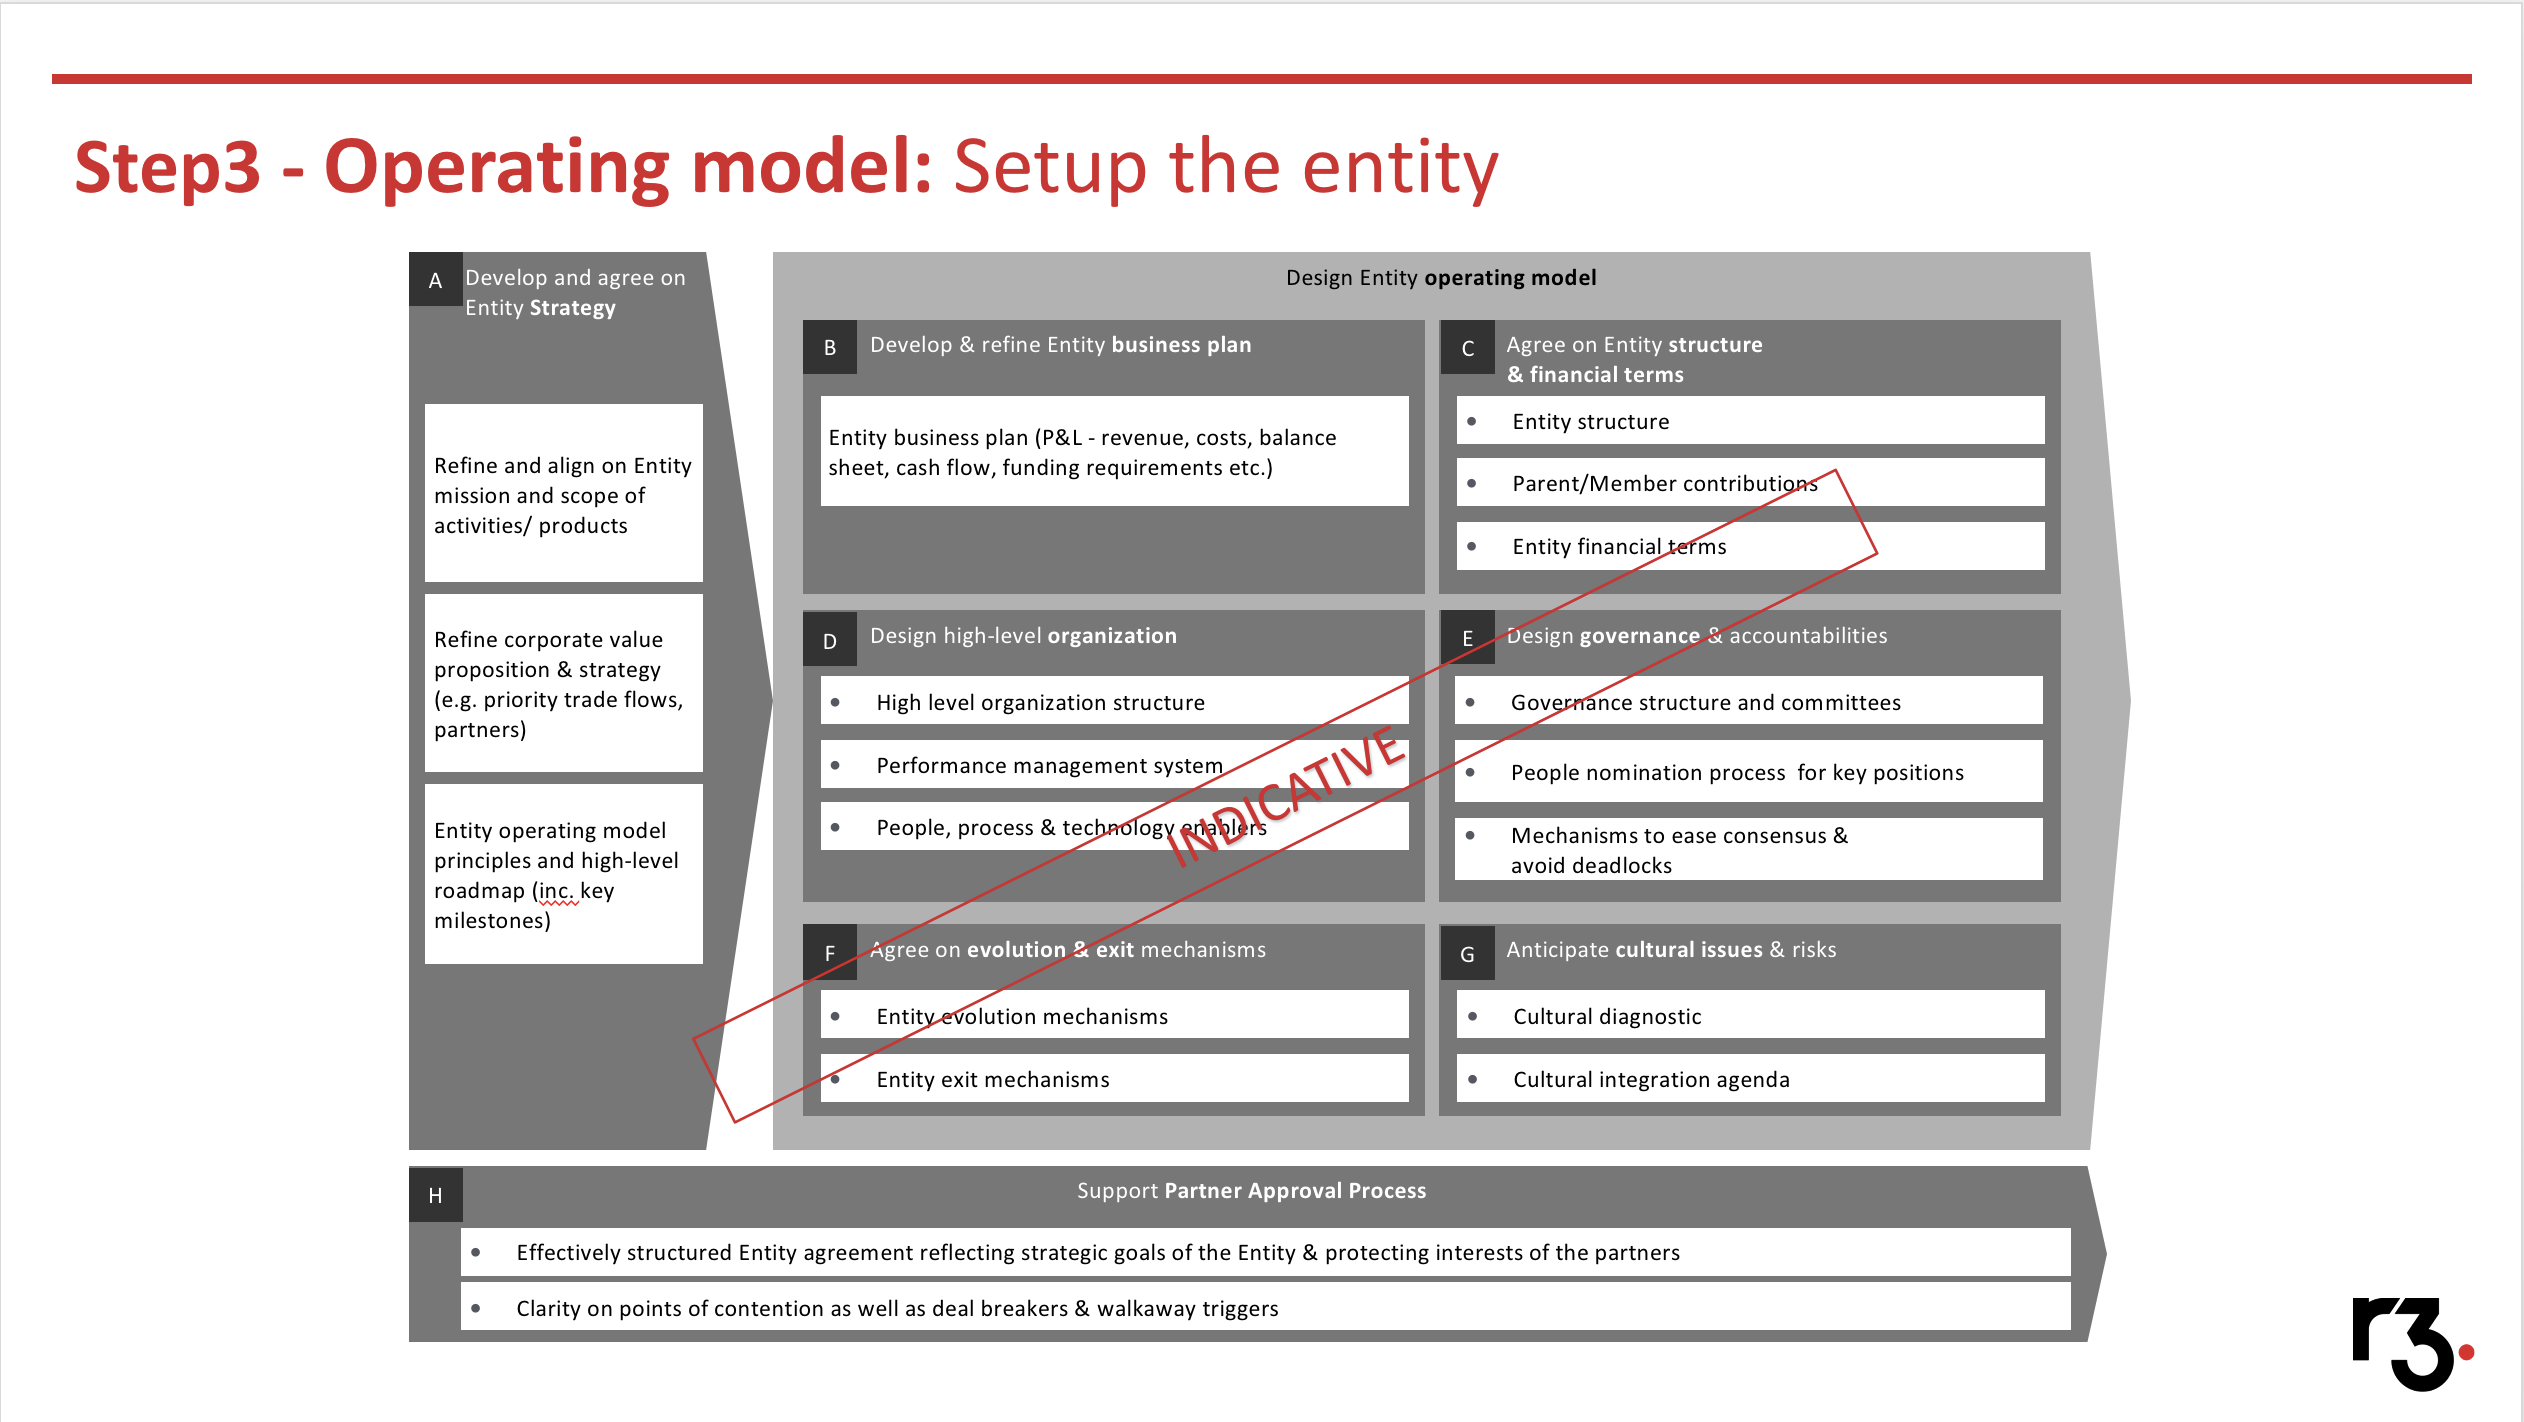 Step3 - Operating model: Setup the entity
A
Develop and agree on
Entity Strategy
Refine and align on Entity
mission and scope of
activities/ products
Refine corporate value
proposition & strategy
(e.g. priority trade flows,
partners)
Entity operating model
principles and high-level
roadmap (inc. key
milestones)
Design Entity operating model
B
Develop & refine Entity business plan
Entity business plan (P&L - revenue, costs, balance
sheet, cash flow, funding requirements etc.)
C
Agree on Entity structure
& financial terms
• Entity structure
• Parent/Member contributions
• Entity financial terms
D
Design high-level organization
• High level organization structure
• Performance management system
• People, process & technology enablers
E
Design governance & accountabilities
• Governance structure and committees
• People nomination process  for key positions
• Mechanisms to ease consensus &
avoid deadlocks
INDICATIVE
F
Agree on evolution & exit mechanisms
• Entity evolution mechanisms
• Entity exit mechanisms
G
Anticipate cultural issues & risks
• Cultural diagnostic
• Cultural integration agenda
H
Support Partner Approval Process
• Effectively structured Entity agreement reflecting strategic goals of the Entity & protecting interests of the partners
• Clarity on points of contention as well as deal breakers & walkaway triggers
r3.